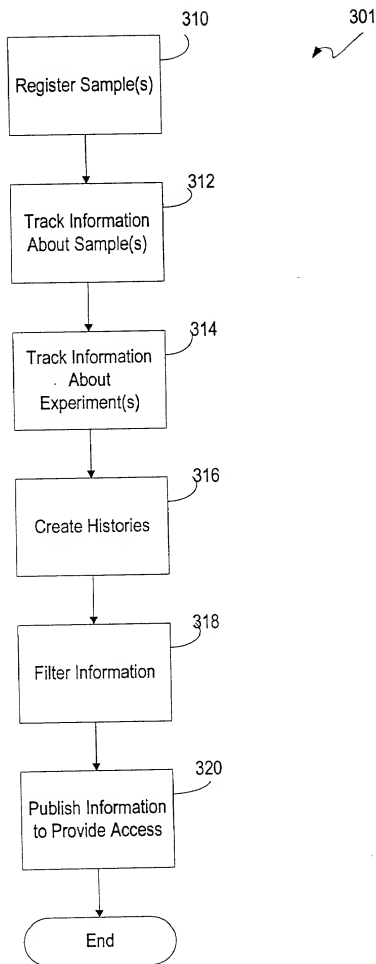 310
301
Register Sample(s)
312
Track Information
About Sample(s)
314
Track Information
About
Experiment(s)
316
Create Histories
318
Filter Information
320
Publish Information
to Provide Access
End